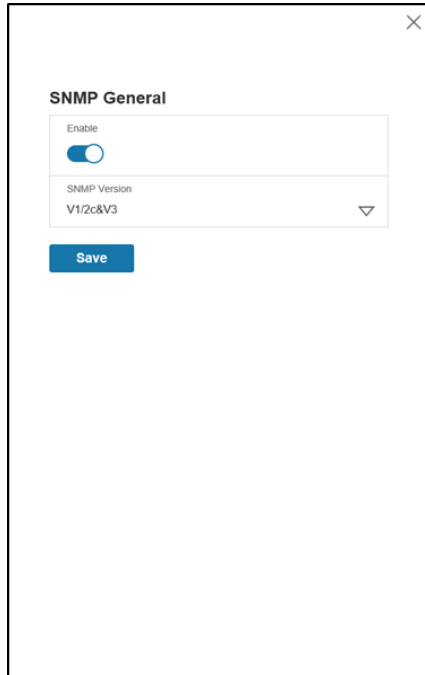 SNMP General
Enable
SNMP Version
V1/2c&V3
Save